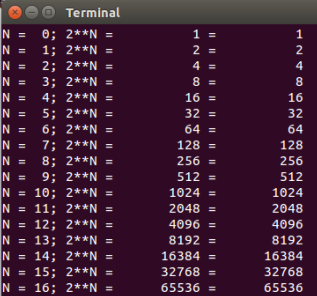 Terminal
N =  0; 2**N =          1 =          1
N =  1; 2**N =          2 =          2
N =  2; 2**N =          4 =          4
N =  3; 2**N =          8 =          8
N =  4; 2**N =         16 =         16
N =  5; 2**N =         32 =         32
N =  6; 2**N =         64 =         64
N =  7; 2**N =        128 =        128
N =  8; 2**N =        256 =        256
N =  9; 2**N =        512 =        512
N = 10; 2**N =       1024 =       1024
N = 11; 2**N =       2048 =       2048
N = 12; 2**N =       4096 =       4096
N = 13; 2**N =       8192 =       8192
N = 14; 2**N =      16384 =      16384
N = 15; 2**N =      32768 =      32768
N = 16; 2**N =      65536 =      65536